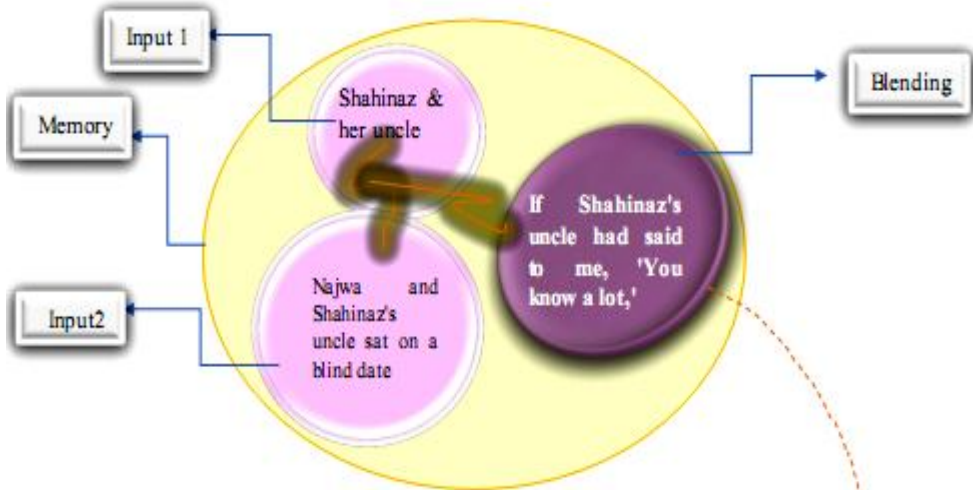 Input 1
Shahinaz &
her uncle
Blending
Memory
If Shahinaz's
uncle had said
to me, 'You
know a lot,'
Najwa and
Shahinaz's
uncle sat on a
blind date
Input2